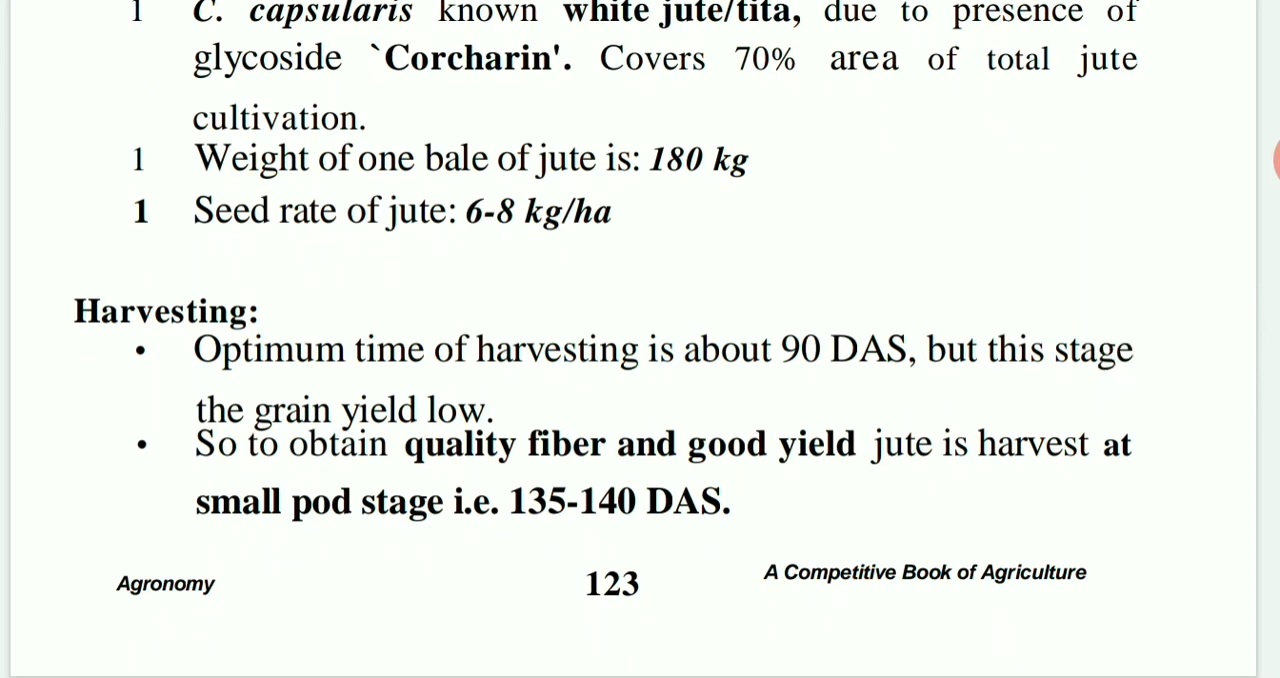 1 C. capsularis known white jute/tita, due to presence of
glycoside `Corcharin'. Covers 70% area of total jute
cultivation.
1 Weight of one bale of jute is: 180 kg
1 Seed rate of jute: 6-8 kg/ha
Harvesting:
• Optimum time of harvesting is about 90 DAS, but this stage
the grain yield low.
• So to obtain quality fiber and good yield jute is harvest at
small pod stage i.e. 135-140 DAS.
Agronomy 123 A Competitive Book of Agriculture